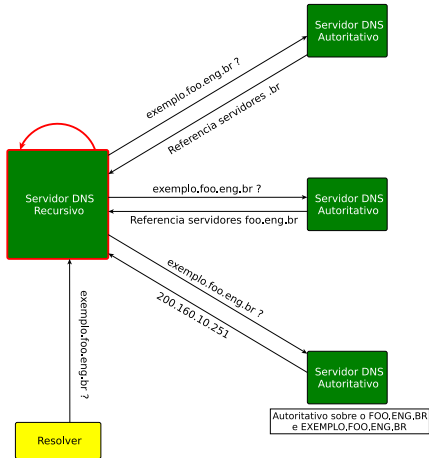 Servidor DNS
Autoritativo
exemplo.foo.eng.br ?
Referencia servidores .br
Servidor DNS
Recursivo
exemplo.foo.eng.br ?
Referencia servidores foo.eng.br
Servidor DNS
Autoritativo
exemplo.foo.eng.br ?
200.160.10.251
Servidor DNS
Autoritativo
Autoritativo sobre o FOO.ENG.BR
e EXEMPLO.FOO.ENG.BR
exemplo.foo.eng.br ?
Resolver